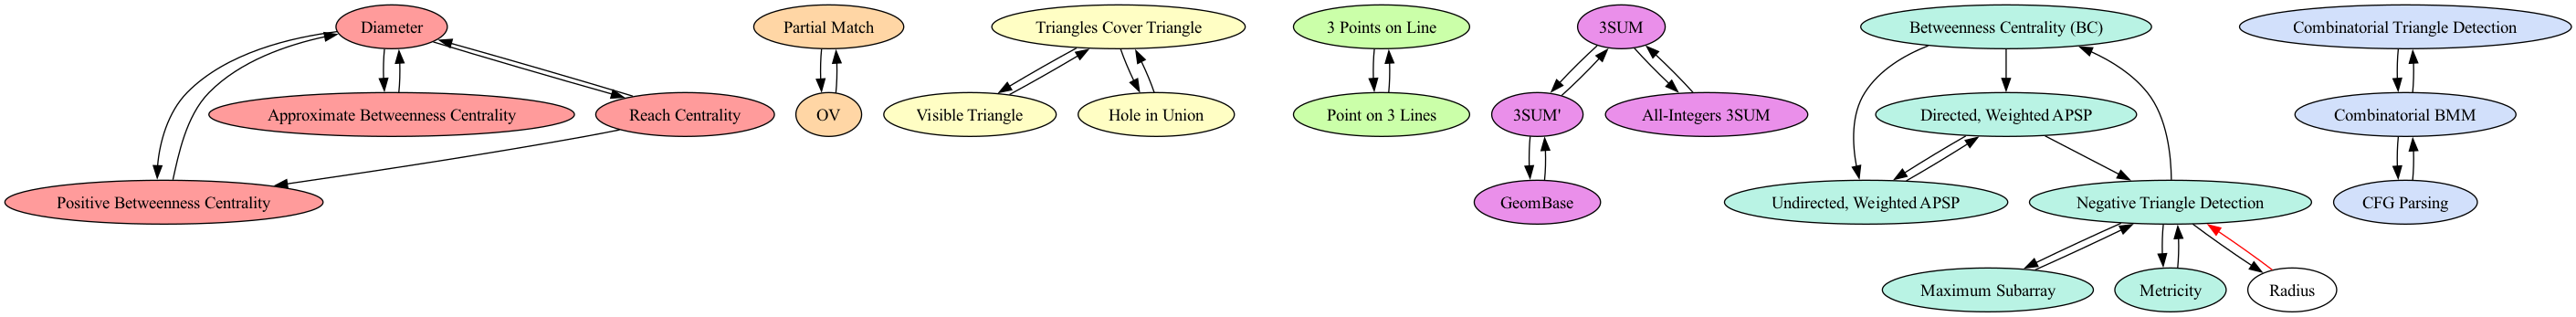 Diameter
Partial Match
Triangles Cover Triangle
3 Points on Line
3SUM
Betweenness Centrality (BC)
Combinatorial Triangle Detection
Approximate Betweenness Centrality
Reach Centrality
OV
Visible Triangle
Hole in Union
Point on 3 Lines
3SUM'
All-Integers 3SUM
Directed, Weighted APSP
Combinatorial BMM
Positive Betweenness Centrality
GeomBase
Undirected, Weighted APSP
Negative Triangle Detection
CFG Parsing
Maximum Subarray
Metricity
Radius